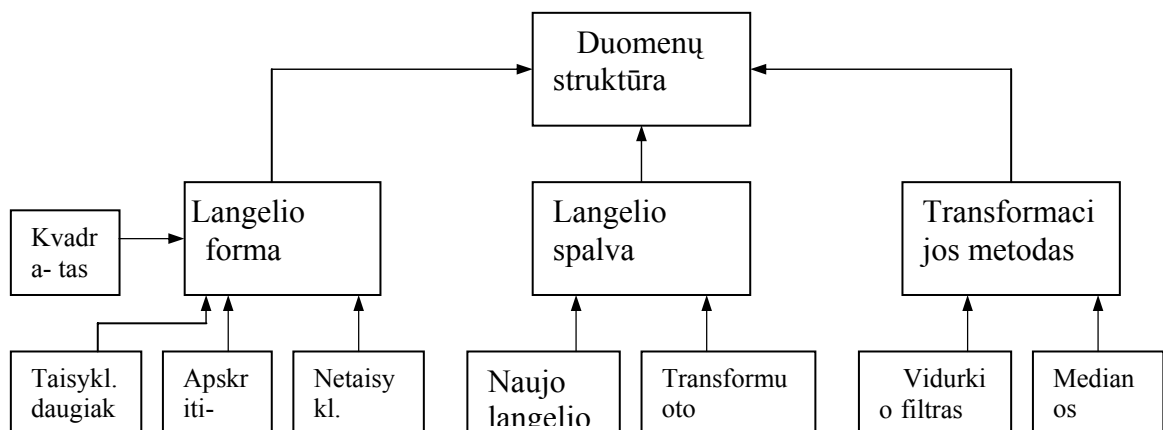 Duomenų
struktūra
Langelio
forma
Langelio
spalva
Transformaci
jos metodas
Kvadr
a- tas
Taisykl.
daugiak
Apskr
iti-
Netaisy
kl.
Naujo
langelio
Transformu
oto
Vidurki
o filtras
Median
os